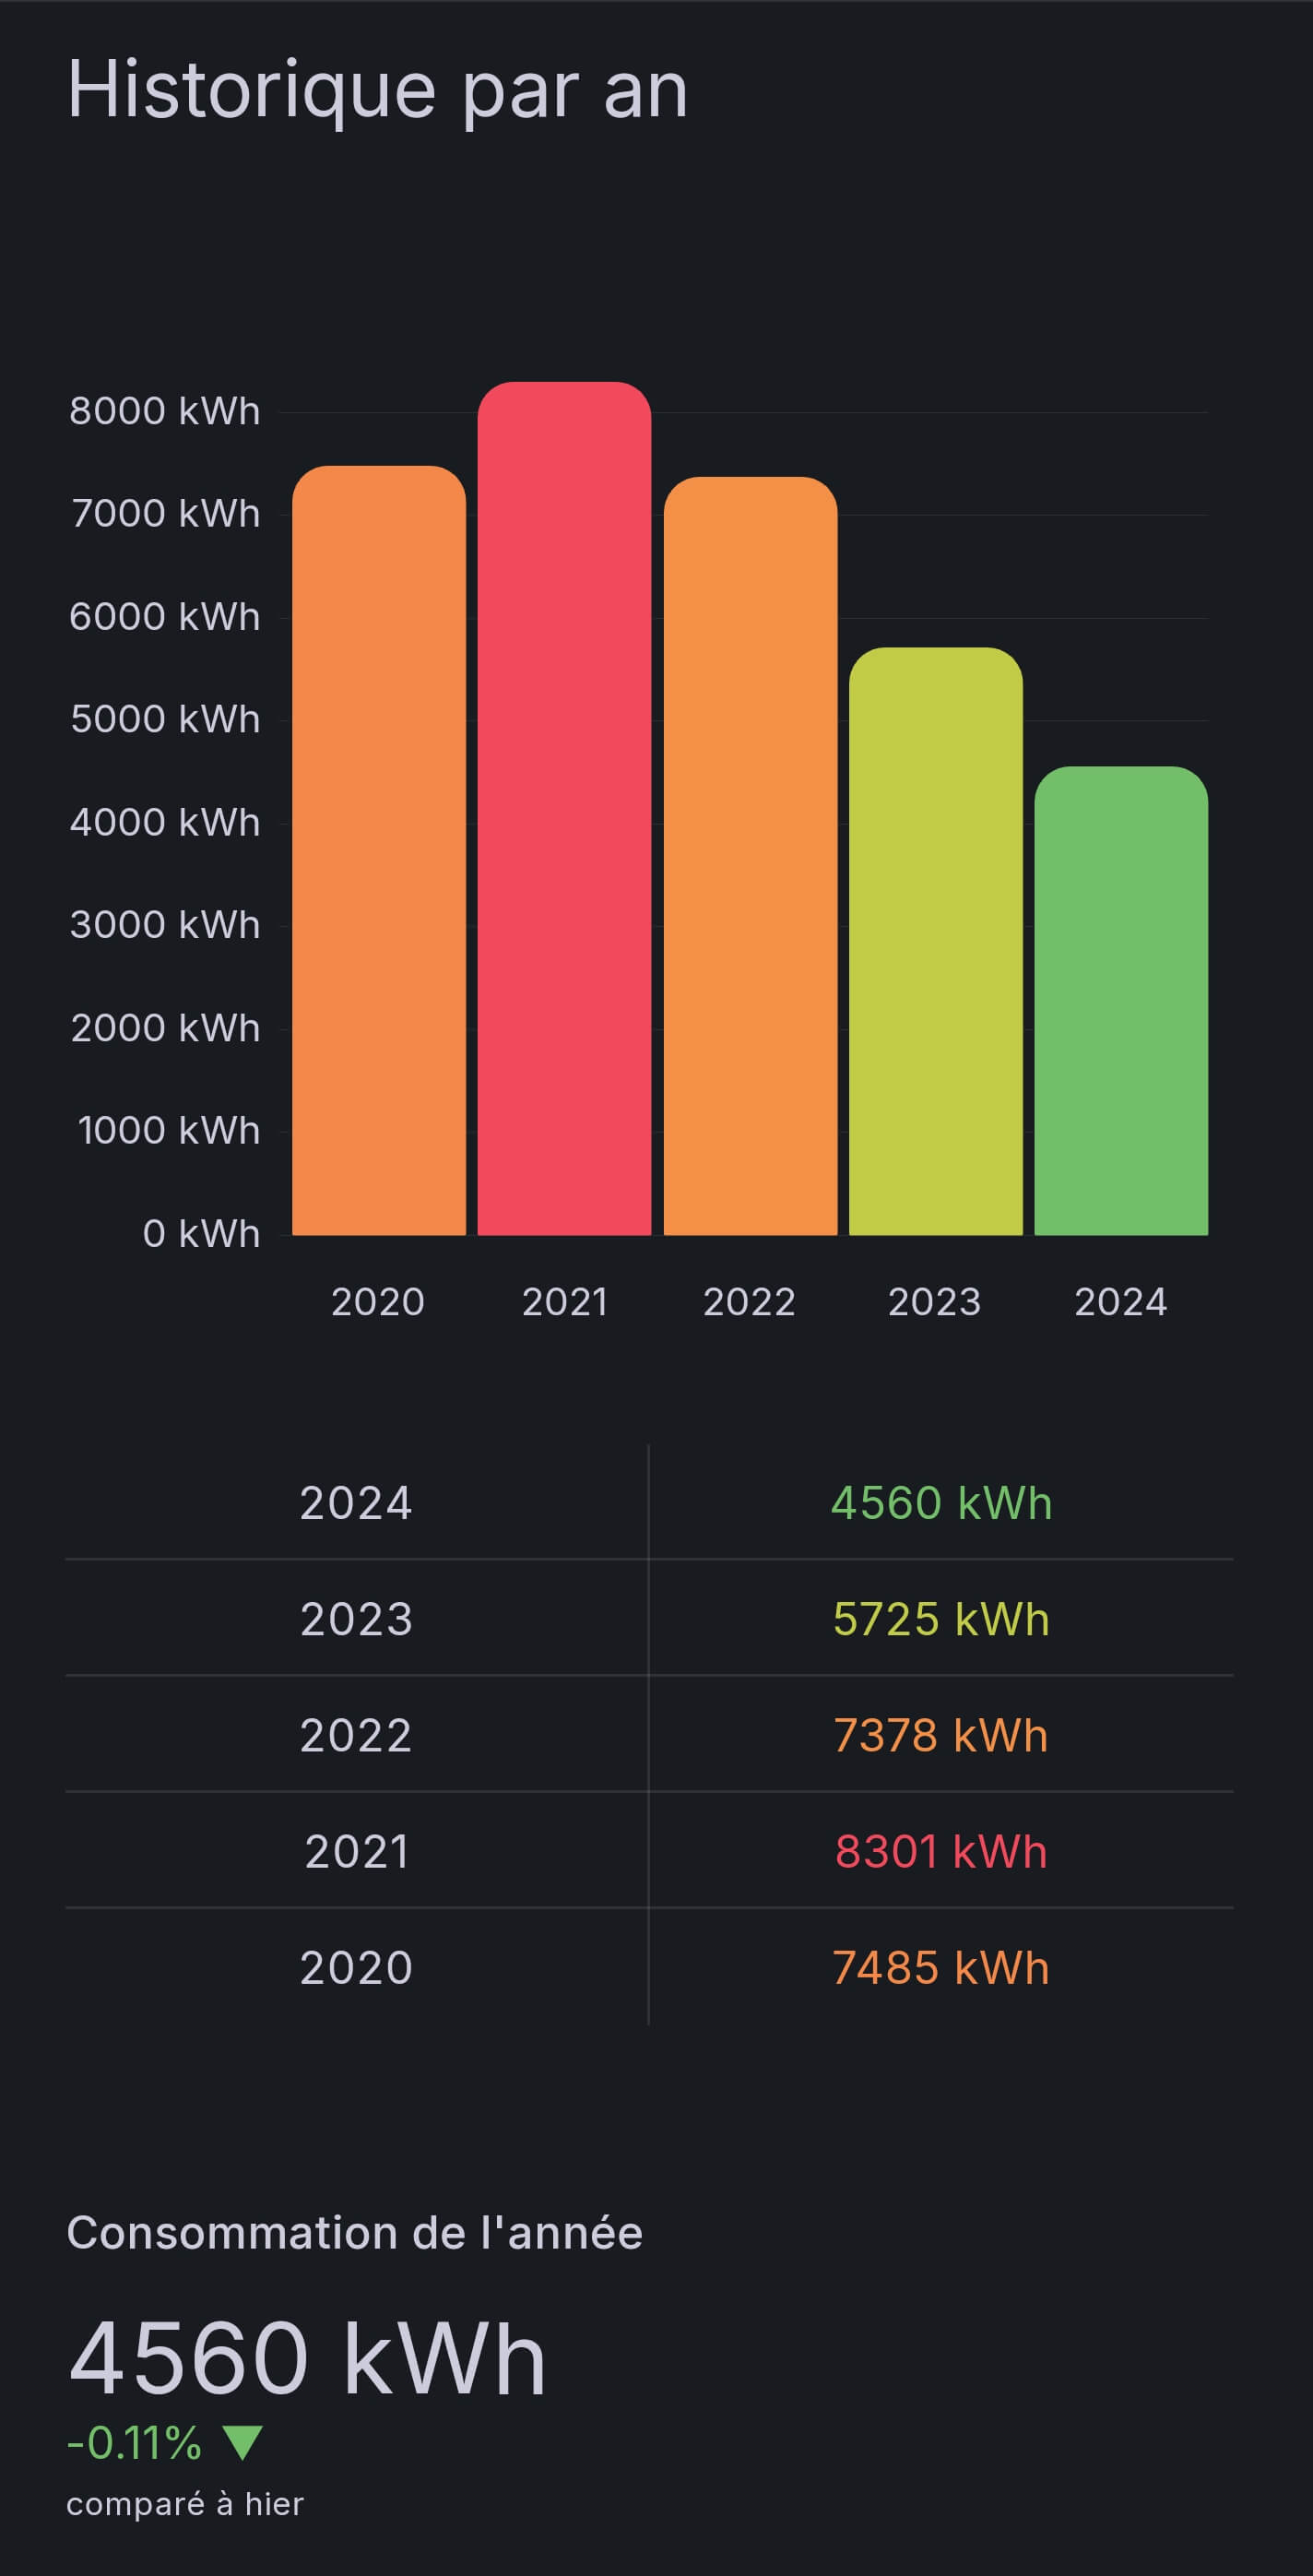 Historique par an
8000 kWh
7000 kWh
6000 kWh
5000 kWh
4000 kWh
3000 kWh
2000 kWh
1000 kWh
0 kWh
2020 2021 2022 2023 2024
2024 4560 kWh
2023 5725 kWh
2022 7378 kWh
2021 8301 kWh
2020 7485 kWh
Consommation de l'année
4560 kWh
-0.11% ▼
comparé à hier